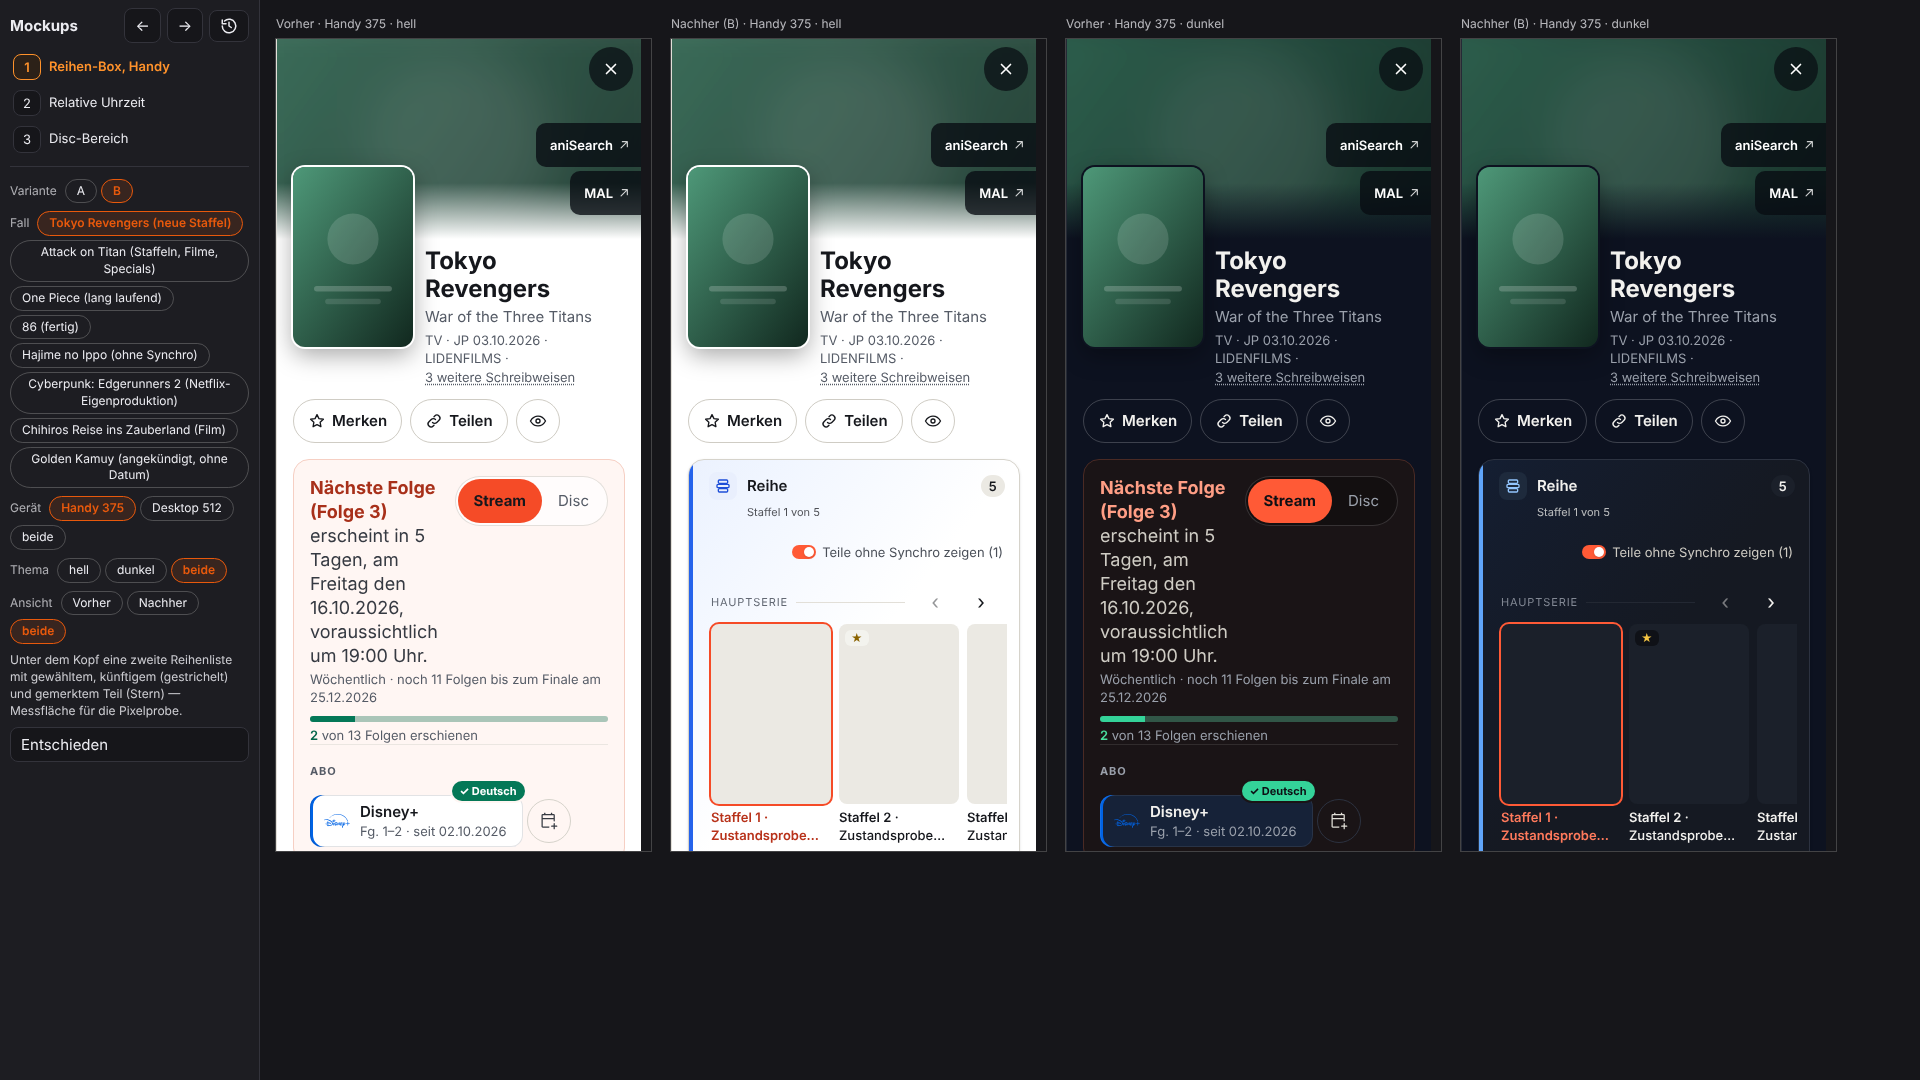 Mockups
1 Reihen-Box, Handy
2 Relative Uhrzeit
3 Disc-Bereich
Variante A B
Fall Tokyo Revengers (neue Staffel)
Attack on Titan (Staffeln, Filme,
Specials)
One Piece (lang laufend)
86 (fertig)
Hajime no Ippo (ohne Synchro)
Cyberpunk: Edgerunners 2 (Netflix-
Eigenproduktion)
Chihiros Reise ins Zauberland (Film)
Golden Kamuy (angekündigt, ohne
Datum)
Gerät Handy 375 Desktop 512
beide
Thema hell dunkel beide
Ansicht Vorher Nachher
beide
Unter dem Kopf eine zweite Reihenliste
mit gewähltem, künftigem (gestrichelt)
und gemerktem Teil (Stern) —
Messfläche für die Pixelprobe.
Entschieden
Vorher · Handy 375 · hell
aniSearch ↗
MAL ↗
Tokyo
Revengers
War of the Three Titans
TV · JP 03.10.2026 ·
LIDENFILMS ·
3 weitere Schreibweisen
Merken Teilen
Nächste Folge
(Folge 3)
Stream Disc
erscheint in 5
Tagen, am
Freitag den
16.10.2026,
voraussichtlich
um 19:00 Uhr.
Wöchentlich · noch 11 Folgen bis zum Finale am
25.12.2026
2 von 13 Folgen erschienen
ABO
✓ Deutsch
Disney+
Disney+
Fg. 1–2 · seit 02.10.2026
Nachher (B) · Handy 375 · hell
aniSearch ↗
MAL ↗
Tokyo
Revengers
War of the Three Titans
TV · JP 03.10.2026 ·
LIDENFILMS ·
3 weitere Schreibweisen
Merken Teilen
Reihe 5
Staffel 1 von 5
Teile ohne Synchro zeigen (1)
HAUPTSERIE
Staffel 1 ·
Zustandsprobe...
Staffel 2 ·
Zustandsprobe...
Staffel
Zustar
Vorher · Handy 375 · dunkel
aniSearch ↗
MAL ↗
Tokyo
Revengers
War of the Three Titans
TV · JP 03.10.2026 ·
LIDENFILMS ·
3 weitere Schreibweisen
Merken Teilen
Nächste Folge
(Folge 3)
Stream Disc
erscheint in 5
Tagen, am
Freitag den
16.10.2026,
voraussichtlich
um 19:00 Uhr.
Wöchentlich · noch 11 Folgen bis zum Finale am
25.12.2026
2 von 13 Folgen erschienen
ABO
✓ Deutsch
Disney+
Disney+
Fg. 1–2 · seit 02.10.2026
Nachher (B) · Handy 375 · dunkel
aniSearch ↗
MAL ↗
Tokyo
Revengers
War of the Three Titans
TV · JP 03.10.2026 ·
LIDENFILMS ·
3 weitere Schreibweisen
Merken Teilen
Reihe 5
Staffel 1 von 5
Teile ohne Synchro zeigen (1)
HAUPTSERIE
Staffel 1 ·
Zustandsprobe...
Staffel 2 ·
Zustandsprobe...
Staffel
Zustar